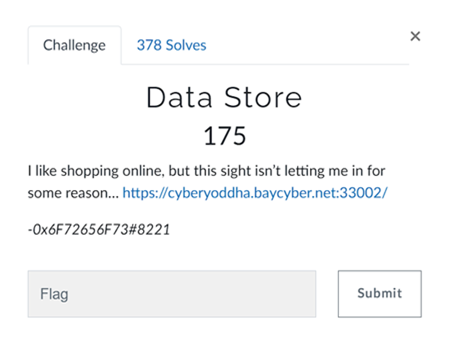 Challenge
378 Solves
×
Data Store
175
I like shopping online, but this sight isn't letting me in for
some reason... https://cyberyoddha.baycyber.net:33002/
-0x6F72656F73#8221
Flag
Submit